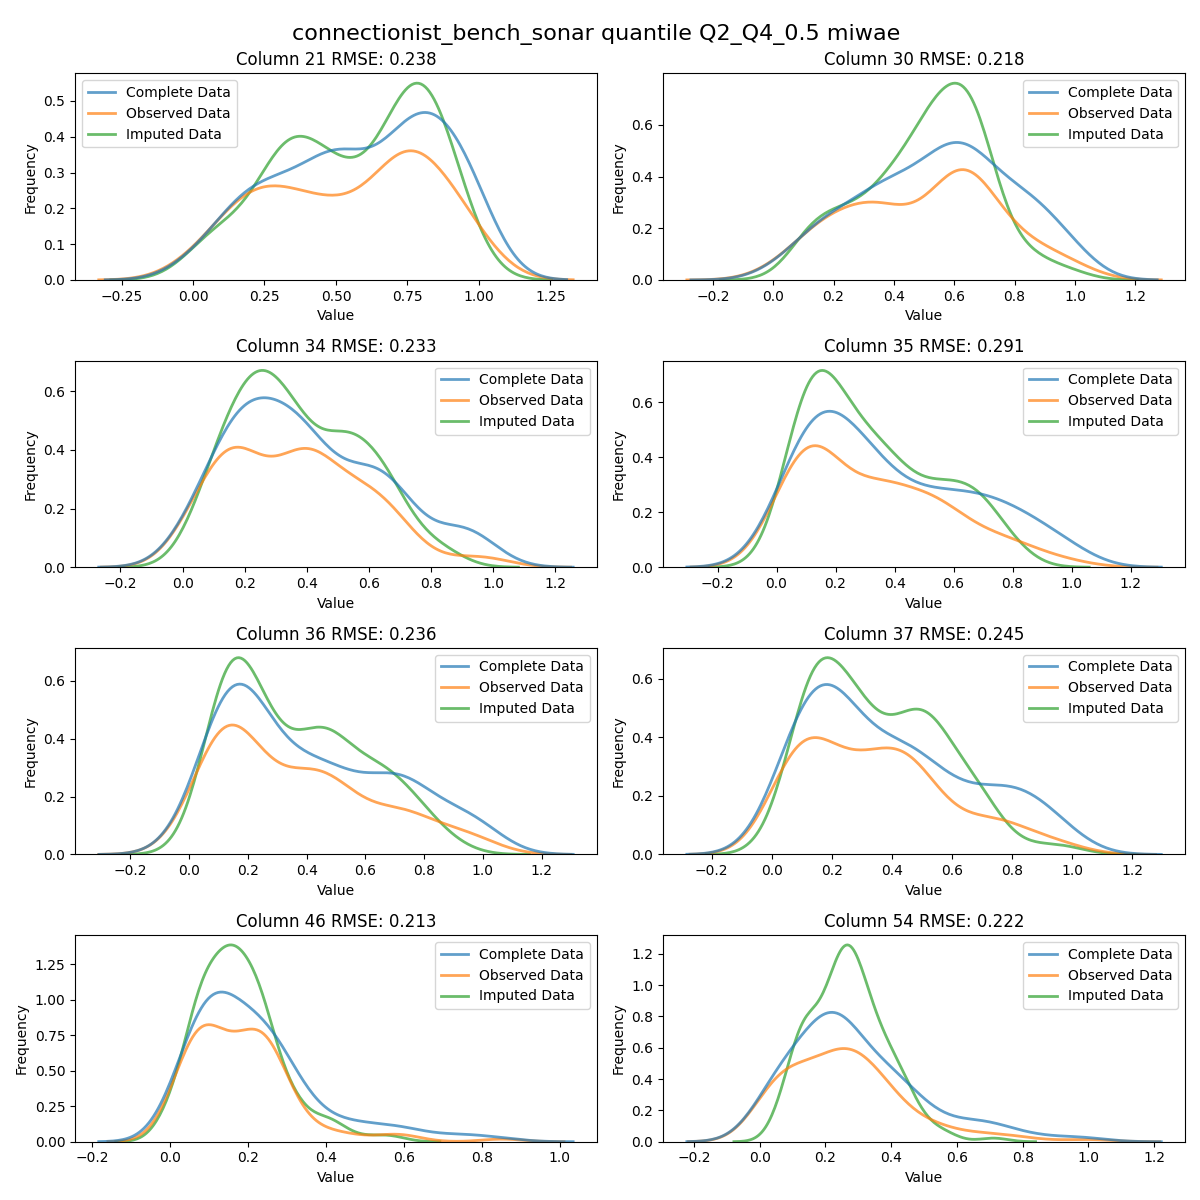 connectionist_bench_sonar quantile Q2_Q4_0.5 miwae
Column 21 RMSE: 0.238
Complete Data
Observed Data
Imputed Data
Frequency
0.5
0.4
0.3
0.2
0.1
0.0
−0.25 0.00 0.25 0.50 0.75 1.00 1.25
Value
Column 30 RMSE: 0.218
Complete Data
Observed Data
Imputed Data
Frequency
0.6
0.4
0.2
0.0
−0.2 0.0 0.2 0.4 0.6 0.8 1.0 1.2
Value
Column 34 RMSE: 0.233
Complete Data
Observed Data
Imputed Data
Frequency
0.6
0.4
0.2
0.0
−0.2 0.0 0.2 0.4 0.6 0.8 1.0 1.2
Value
Column 35 RMSE: 0.291
Complete Data
Observed Data
Imputed Data
Frequency
0.6
0.4
0.2
0.0
−0.2 0.0 0.2 0.4 0.6 0.8 1.0 1.2
Value
Column 36 RMSE: 0.236
Complete Data
Observed Data
Imputed Data
Frequency
0.6
0.4
0.2
0.0
−0.2 0.0 0.2 0.4 0.6 0.8 1.0 1.2
Value
Column 37 RMSE: 0.245
Complete Data
Observed Data
Imputed Data
Frequency
0.6
0.4
0.2
0.0
−0.2 0.0 0.2 0.4 0.6 0.8 1.0 1.2
Value
Column 46 RMSE: 0.213
Complete Data
Observed Data
Imputed Data
Frequency
1.25
1.00
0.75
0.50
0.25
0.00
−0.2 0.0 0.2 0.4 0.6 0.8 1.0
Value
Column 54 RMSE: 0.222
Complete Data
Observed Data
Imputed Data
Frequency
1.2
1.0
0.8
0.6
0.4
0.2
0.0
−0.2 0.0 0.2 0.4 0.6 0.8 1.0 1.2
Value